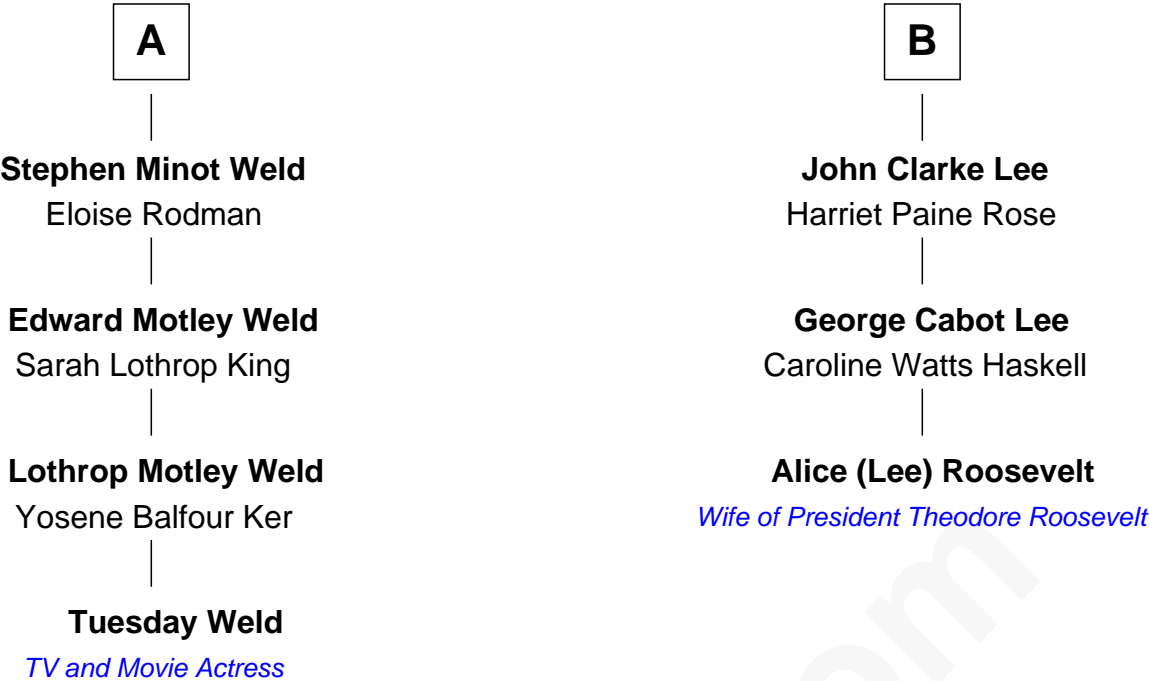 A
Stephen Minot Weld
Eloise Rodman
Edward Motley Weld
Sarah Lothrop King
Lothrop Motley Weld
Yosene Balfour Ker
Tuesday Weld
TV and Movie Actress
B
John Clarke Lee
Harriet Paine Rose
George Cabot Lee
Caroline Watts Haskell
Alice (Lee) Roosevelt
Wife of President Theodore Roosevelt
om